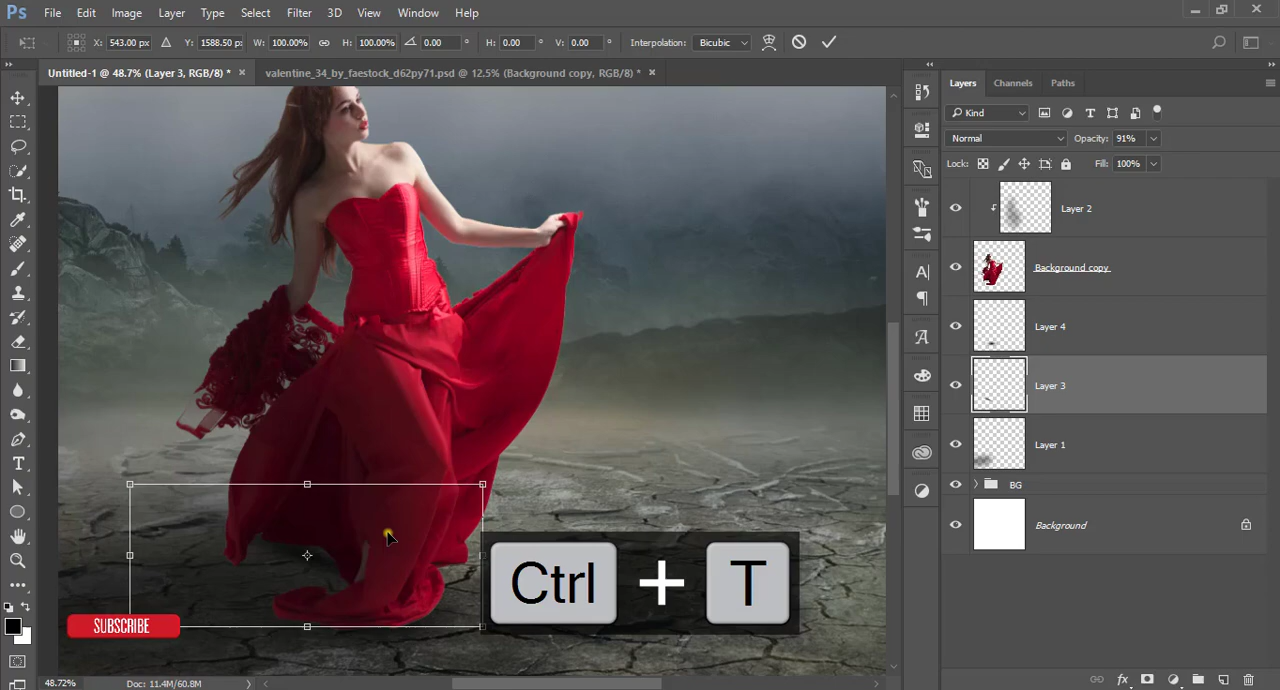 Ps File Edit Image Layer Type Select Filter 3D View Window Help
X: 543.00 px Y: 1588.50 px W: 100.00% H: 100.00% 0.00 ° H: 0.00 ° V: 0.00 ° Interpolation: Bicubic
Untitled-1 @ 48.7% (Layer 3, RGB/8) * × valentine_34_by_faestock_d62py71.psd @ 12.5% (Background copy, RGB/8) * ×
Layers Channels Paths
Kind
Normal Opacity: 91%
Lock: Fill: 100%
Layer 2
Background copy
Layer 4
Layer 3
Layer 1
BG
Background
Ctrl + T
SUBSCRIBE
48.72% Doc: 11.4M/60.8M